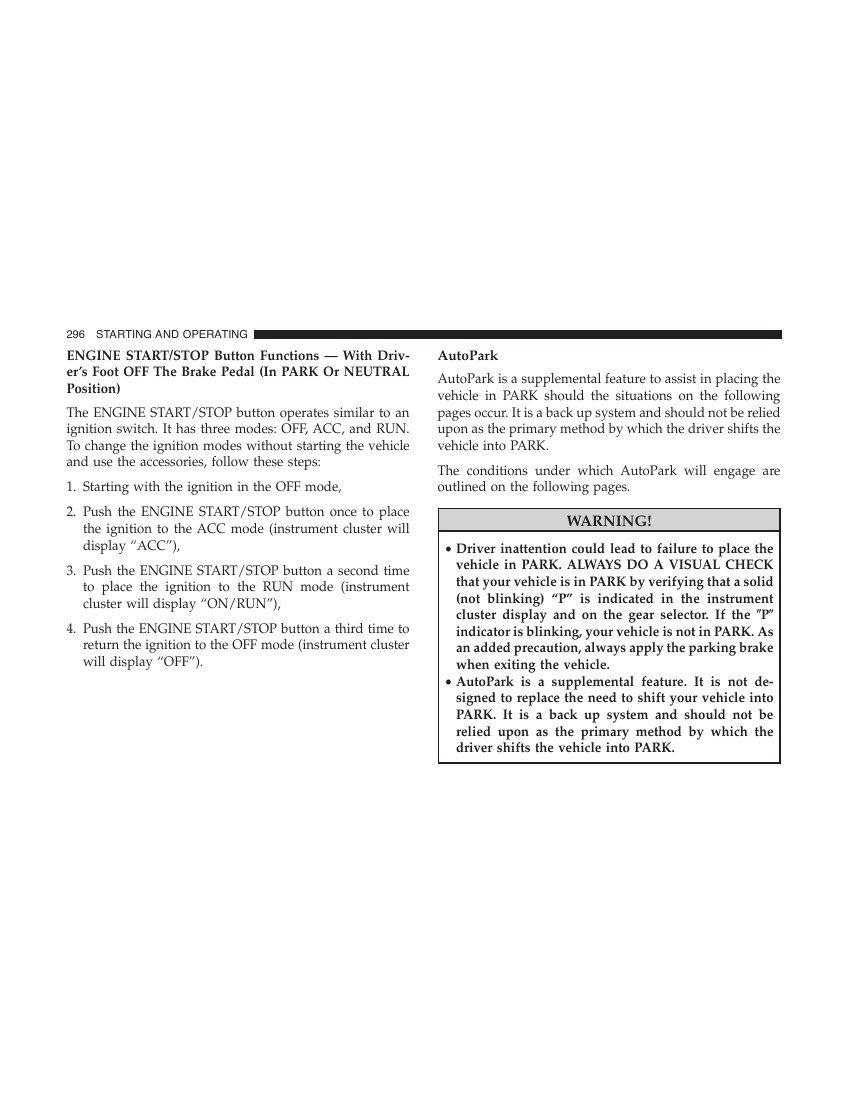 296 STARTING AND OPERATING
ENGINE START/STOP Button Functions — With Driv-
er’s Foot OFF The Brake Pedal (In PARK Or NEUTRAL
Position)
The ENGINE START/STOP button operates similar to an
ignition switch. It has three modes: OFF, ACC, and RUN.
To change the ignition modes without starting the vehicle
and use the accessories, follow these steps:
1. Starting with the ignition in the OFF mode,
2. Push the ENGINE START/STOP button once to place
the ignition to the ACC mode (instrument cluster will
display “ACC”),
3. Push the ENGINE START/STOP button a second time
to place the ignition to the RUN mode (instrument
cluster will display “ON/RUN”),
4. Push the ENGINE START/STOP button a third time to
return the ignition to the OFF mode (instrument cluster
will display “OFF”).
AutoPark
AutoPark is a supplemental feature to assist in placing the
vehicle in PARK should the situations on the following
pages occur. It is a back up system and should not be relied
upon as the primary method by which the driver shifts the
vehicle into PARK.
The conditions under which AutoPark will engage are
outlined on the following pages.
WARNING!
• Driver inattention could lead to failure to place the
vehicle in PARK. ALWAYS DO A VISUAL CHECK
that your vehicle is in PARK by verifying that a solid
(not blinking) “P” is indicated in the instrument
cluster display and on the gear selector. If the "P"
indicator is blinking, your vehicle is not in PARK. As
an added precaution, always apply the parking brake
when exiting the vehicle.
• AutoPark is a supplemental feature. It is not de-
signed to replace the need to shift your vehicle into
PARK. It is a back up system and should not be
relied upon as the primary method by which the
driver shifts the vehicle into PARK.